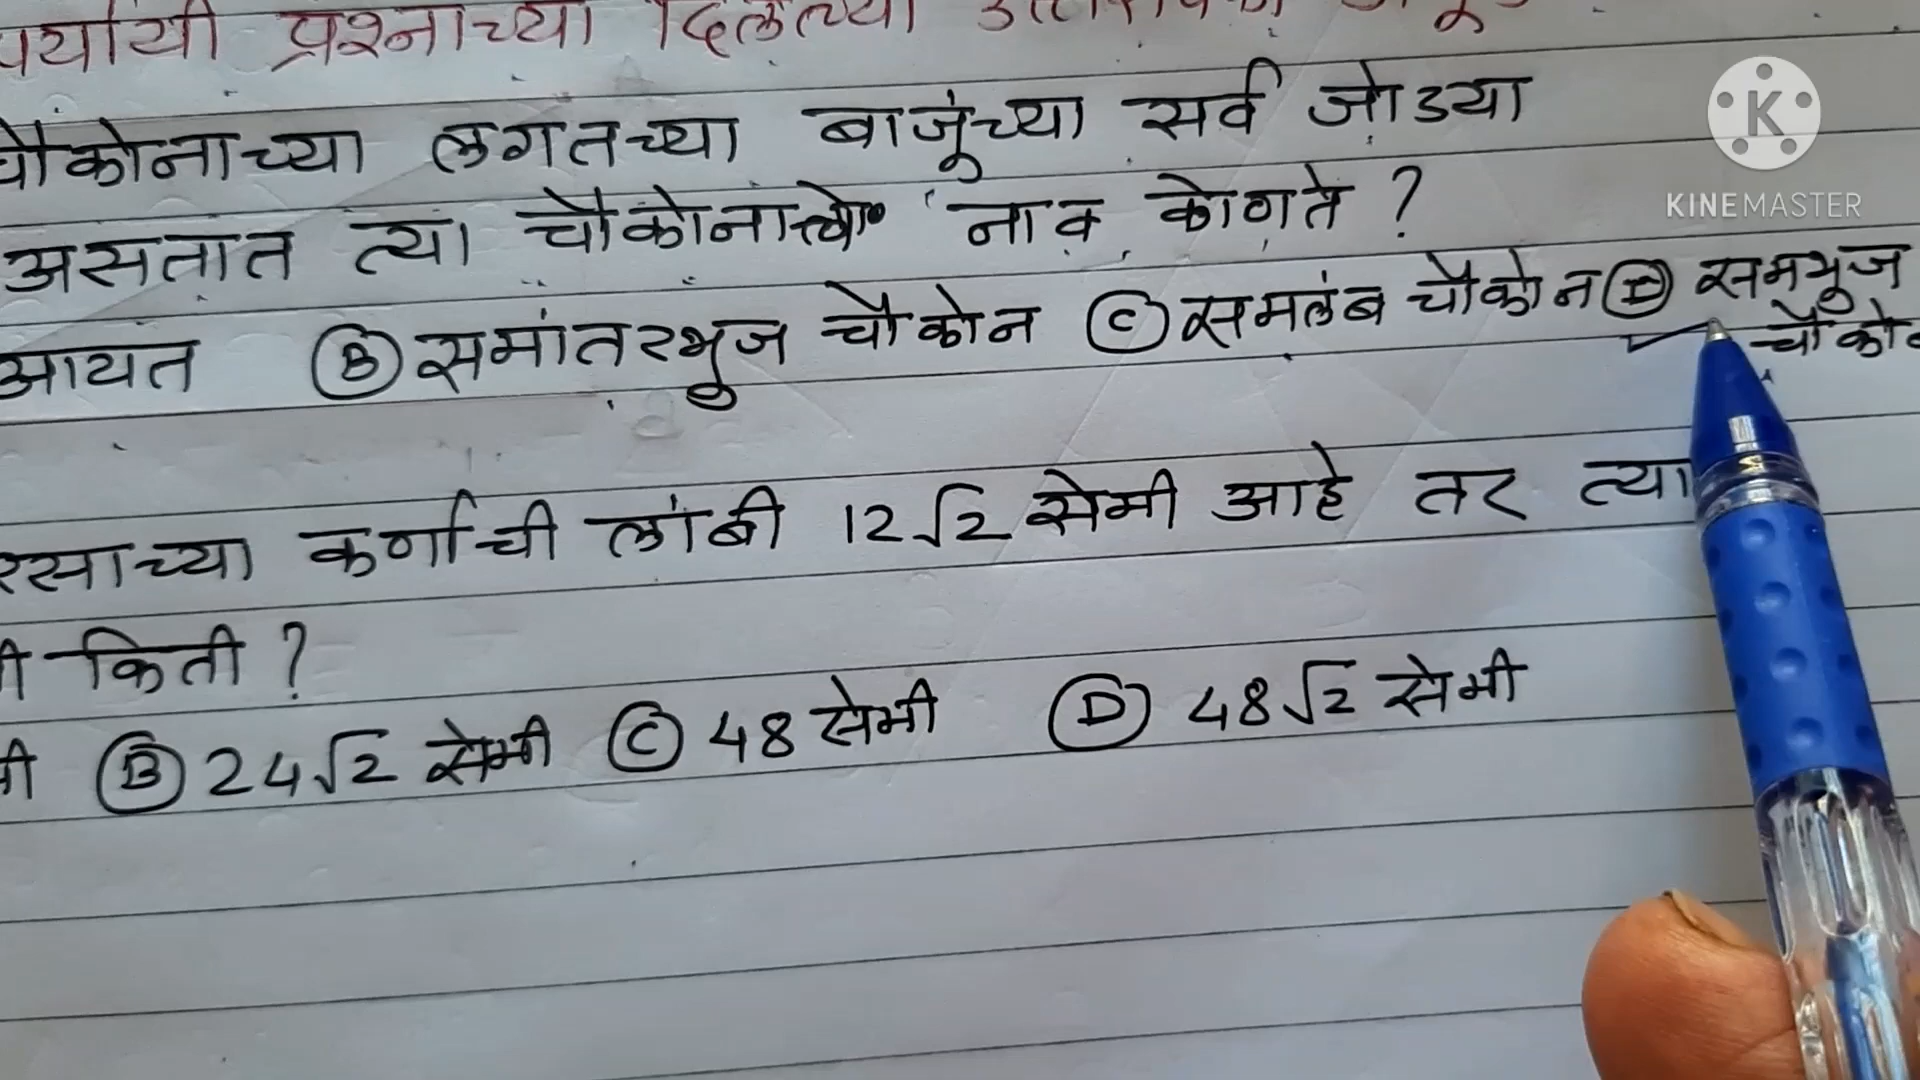 पर्यायी प्रश्नाच्या दिलेल्या
चौकोनाच्या लगतच्या बाजूंच्या सर्व जोडया
असतात त्या चौकोनाचे नाव कोणते ?
आयत (B) समांतरभुज चौकोन (C) समलंब चौकोन (D) समभुज
चौको
कर्णाची लांबी 12√2 सेमी आहे तर त्या
किती ?
मी (B) 24√2 सेमी (C) 48 सेमी (D) 48√2 सेमी
K
KINEMASTER